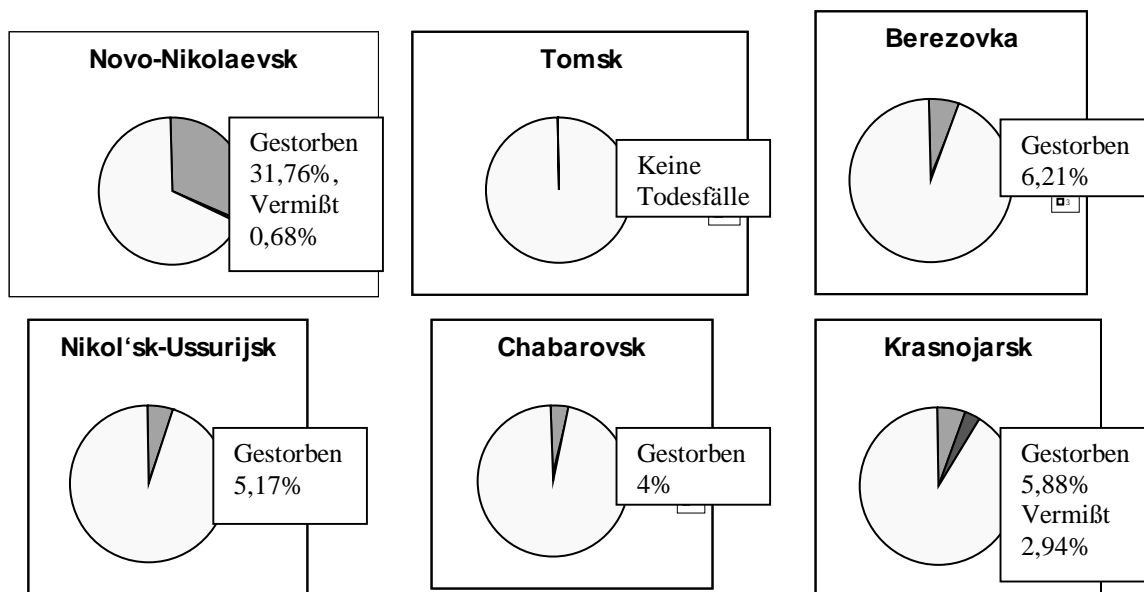 Novo-Nikolaevsk
Gestorben
31,76%,
Vermißt
0,68%
Tomsk
Keine
Todesfälle
Berezovka
Gestorben
6,21%
3
Nikol‘sk-Ussurijsk
Gestorben
5,17%
Chabarovsk
Gestorben
4%
Krasnojarsk
Gestorben
5,88%
Vermißt
2,94%